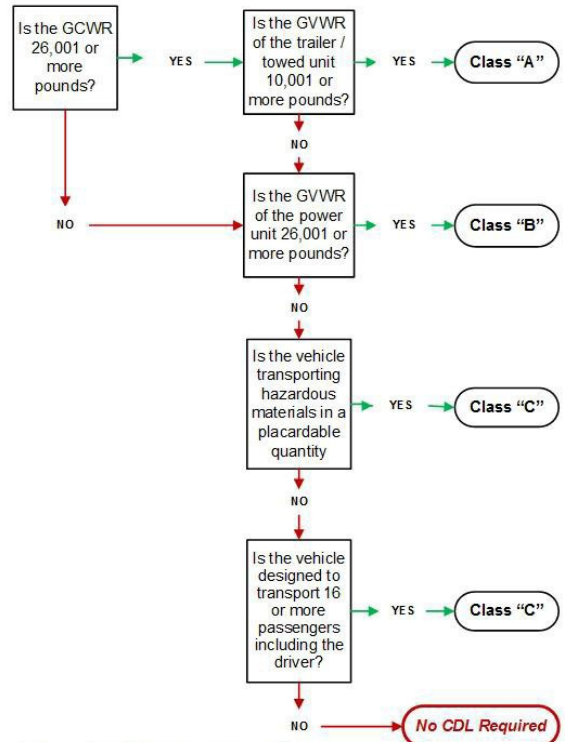 Is the GCWR
26,001 or
more
pounds?
YES
Is the GVWR
of the trailer /
towed unit
10,001 or
more pounds?
YES
Class “A”
NO
NO
Is the GVWR
of the power
unit 26,001 or
more pounds?
YES
Class “B”
NO
Is the vehicle
transporting
hazardous
materials in a
placardable
quantity
YES
Class “C”
NO
Is the vehicle
designed to
transport 16
or more
passengers
including the
driver?
YES
Class “C”
NO
No CDL Required